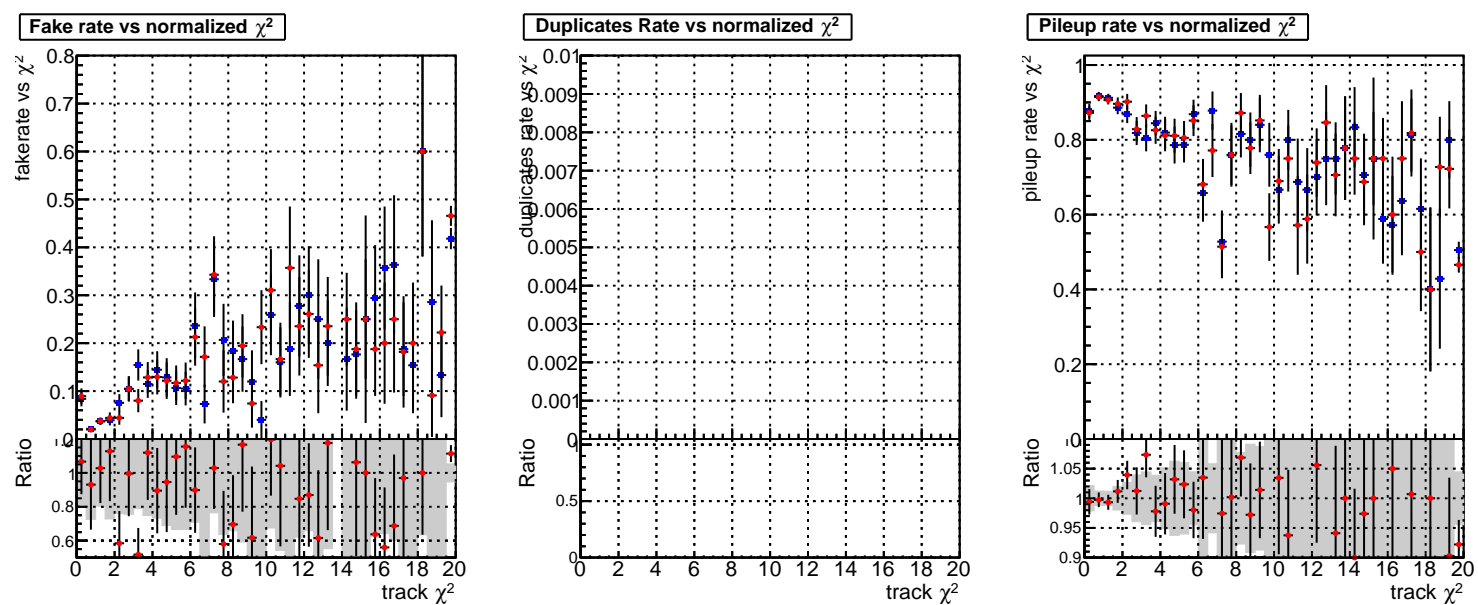 Fake rate vs normalized χ²
Duplicates Rate vs normalized χ²
Pileup rate vs normalized χ²
fakerate vs χ²
0.8
0.7
0.6
0.5
0.4
0.3
0.2
0.1
0
Ratio
1
0.8
0.6
0 2 4 6 8 10 12 14 16 18 20
track χ²
duplicates rate vs χ²
0.01
0.009
0.008
0.007
0.006
0.005
0.004
0.003
0.002
0.001
0
Ratio
0.5
0
0 2 4 6 8 10 12 14 16 18 20
track χ²
pileup rate vs χ²
1
0.8
0.6
0.4
0.2
0
Ratio
1.05
1
0.95
0.9
0 2 4 6 8 10 12 14 16 18 20
track χ²